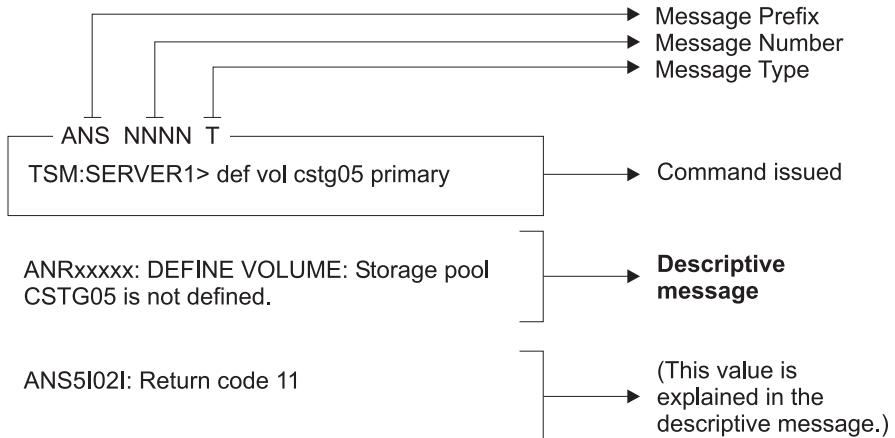 Message Prefix
Message Number
Message Type
ANS NNNN T
TSM:SERVER1> def vol cstg05 primary
Command issued
ANRxxxxx: DEFINE VOLUME: Storage pool
CSTG05 is not defined.
Descriptive
message
ANS5I02I: Return code 11
(This value is
explained in the
descriptive message.)